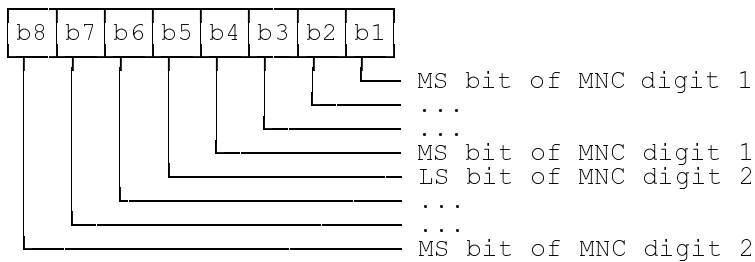 b8 b7 b6 b5 b4 b3 b2 b1
MS bit of MNC digit 1
...
...
MS bit of MNC digit 1
LS bit of MNC digit 2
...
...
MS bit of MNC digit 2